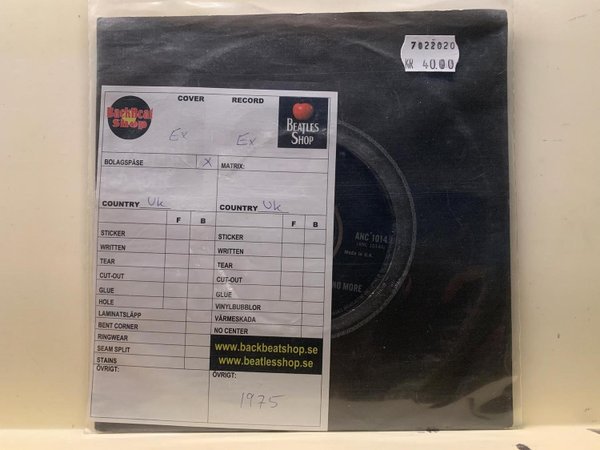 7022020
KR 40.00
COVER RECORD
BackBeat Shop
BEATLES SHOP
Ex Ex
BOLAGSPÅSE X MATRIX:
COUNTRY Uk COUNTRY Uk
F B F B
STICKER STICKER
WRITTEN WRITTEN
TEAR TEAR
CUT-OUT CUT-OUT
GLUE GLUE
HOLE VINYLBUBBLOR
LAMINATSLÄPP VÄRMESKADA
BENT CORNER NO CENTER
RINGWEAR
SEAM SPLIT
STAINS
www.backbeatshop.se
www.beatlesshop.se
ÖVRIGT: ÖVRIGT:
1975
ANC 1014
Made in U.K.
ND MORE